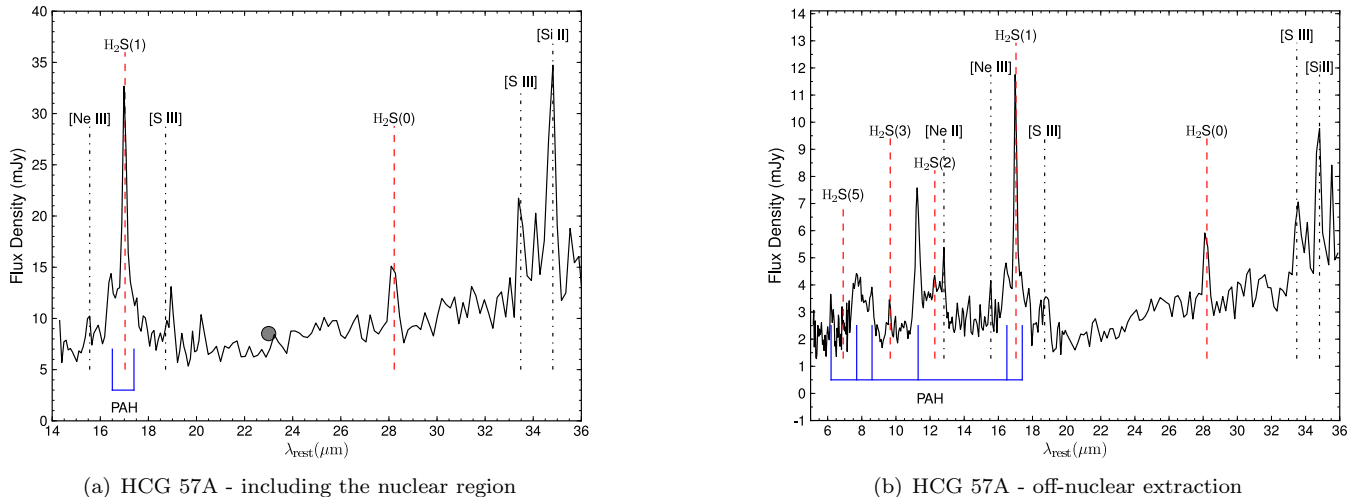 [Si II]
H₂S(1)
[S III]
[Ne III]
[S III]
H₂S(0)
PAH
Flux Density (mJy)
40
35
30
25
20
15
10
5
0
14 16 18 20 22 24 26 28 30 32 34 36
λrest(μm)
(a) HCG 57A - including the nuclear region
H₂S(1)
[S III]
[Ne III]
[SiII]
H₂S(3)
[Ne II]
[S III]
H₂S(0)
H₂S(2)
H₂S(5)
PAH
Flux Density (mJy)
14
13
12
11
10
9
8
7
6
5
4
3
2
1
0
-1
6 8 10 12 14 16 18 20 22 24 26 28 30 32 34 36
λrest(μm)
(b) HCG 57A - off-nuclear extraction